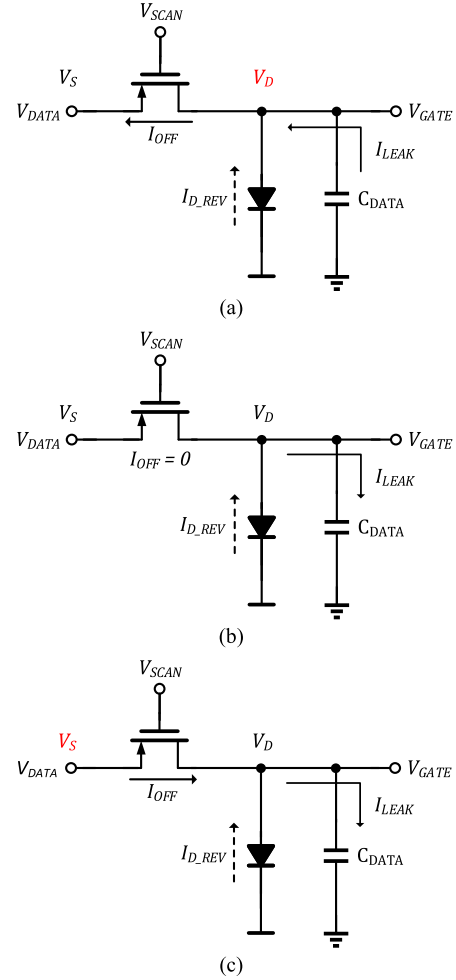 V_SCAN
V_S V_D
V_DATA V_GATE
I_OFF I_LEAK
I_D_REV C_DATA
(a)
V_SCAN
V_S V_D
V_DATA V_GATE
I_OFF = 0 I_LEAK
I_D_REV C_DATA
(b)
V_SCAN
V_S V_D
V_DATA V_GATE
I_OFF I_LEAK
I_D_REV C_DATA
(c)